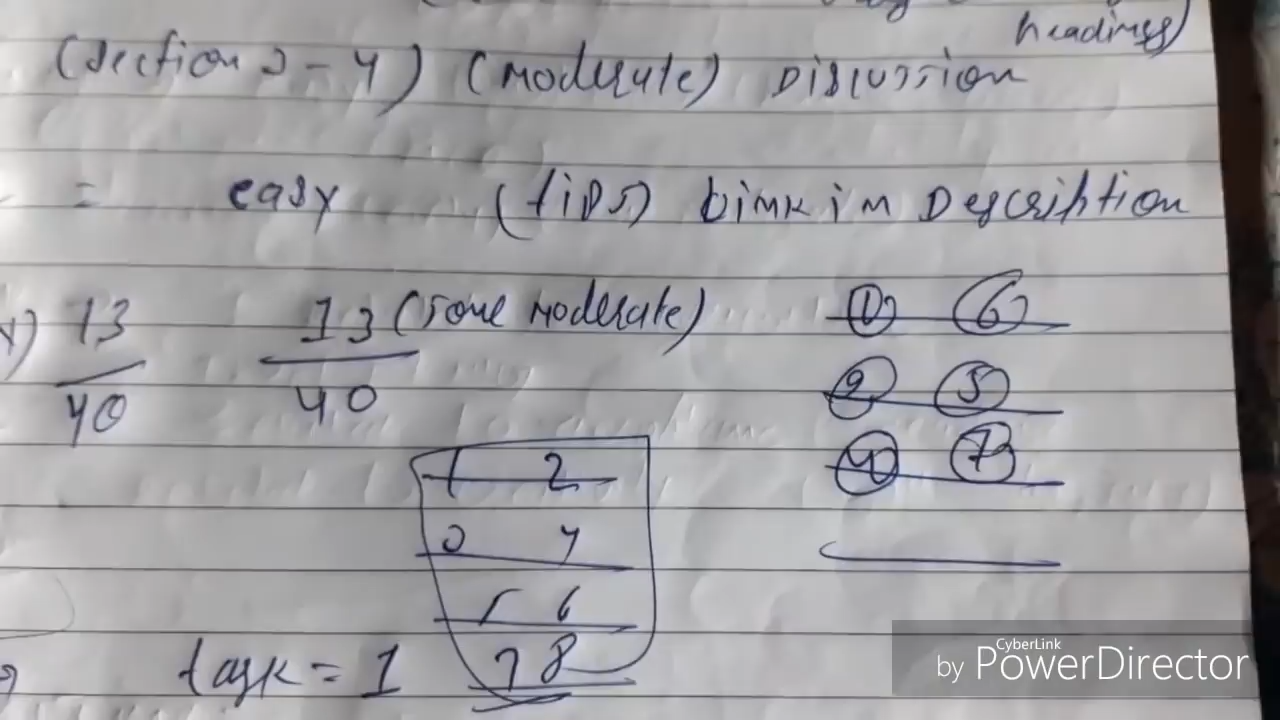 headings)
(section 2-4) (moderate) Discussion
= easy (tips) link in Description
13 13 (some moderate)
40 40
1 6
2 5
4 7
1 2
3 4
5 6
7 8
task = 1
CyberLink
by PowerDirector